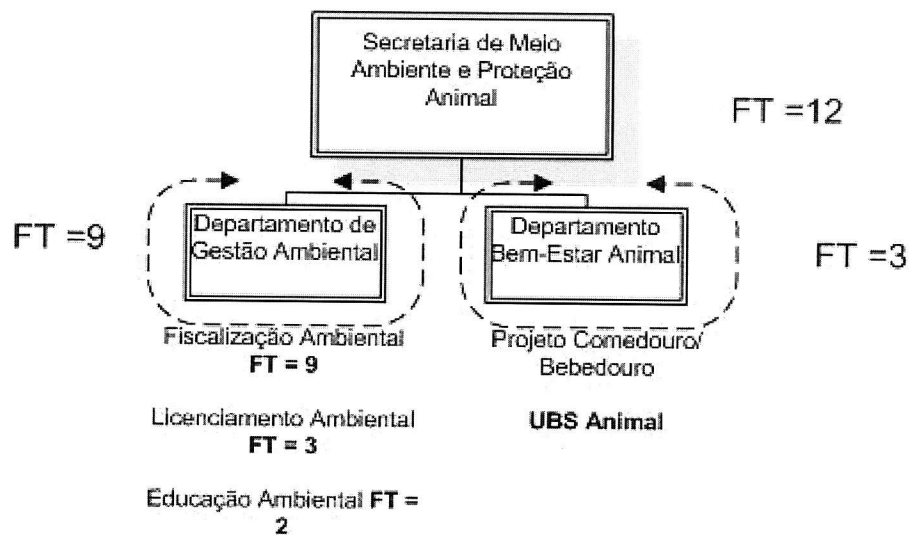 Secretaria de Meio
Ambiente e Proteção
Animal
FT =12
FT =9
Departamento de
Gestão Ambiental
Departamento
Bem-Estar Animal
FT =3
Fiscalização Ambiental
FT = 9
Licenciamento Ambiental
FT = 3
Educação Ambiental FT =
2
Projeto Comedouro/
Bebedouro
UBS Animal